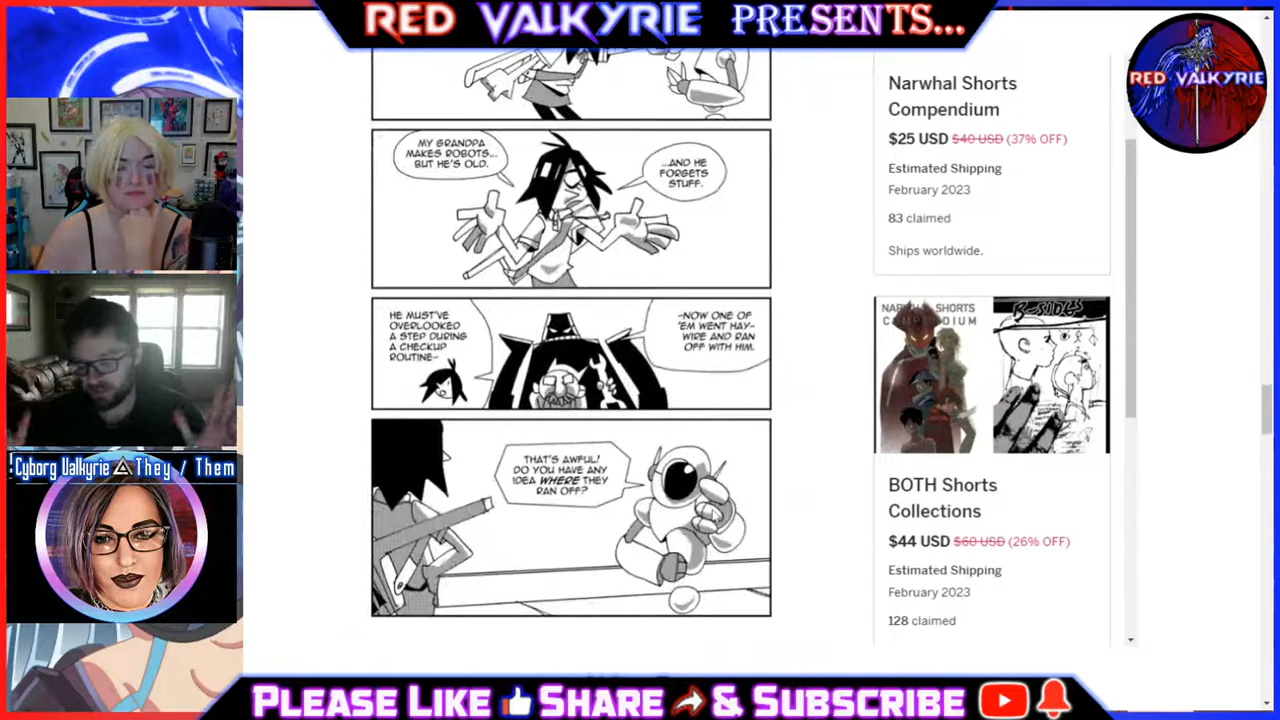 RED VALKYRIE PRESENTS...
RED VALKYRIE
MY GRANDPA
MAKES ROBOTS...
BUT HE'S OLD.
...AND HE
FORGETS
STUFF.
HE MUST'VE
OVERLOOKED
A STEP DURING
A CHECKUP
ROUTINE-
-NOW ONE OF
'EM WENT HAY-
WIRE AND RAN
OFF WITH HIM.
THAT'S AWFUL!
DO YOU HAVE ANY
IDEA WHERE THEY
RAN OFF?
Narwhal Shorts
Compendium
$25 USD $40 USD (37% OFF)
Estimated Shipping
February 2023
83 claimed
Ships worldwide.
NARWHAL SHORTS
COMPENDIUM
B-SIDES
BOTH Shorts
Collections
$44 USD $60 USD (26% OFF)
Estimated Shipping
February 2023
128 claimed
!Cyborg Valkyrie They / Them
PLEASE LIKE SHARE & SUBSCRIBE